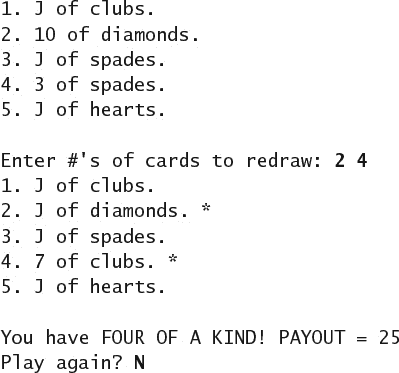 1. J of clubs.
2. 10 of diamonds.
3. J of spades.
4. 3 of spades.
5. J of hearts.
Enter #'s of cards to redraw: 2 4
1. J of clubs.
2. J of diamonds. *
3. J of spades.
4. 7 of clubs. *
5. J of hearts.
You have FOUR OF A KIND! PAYOUT = 25
Play again? N